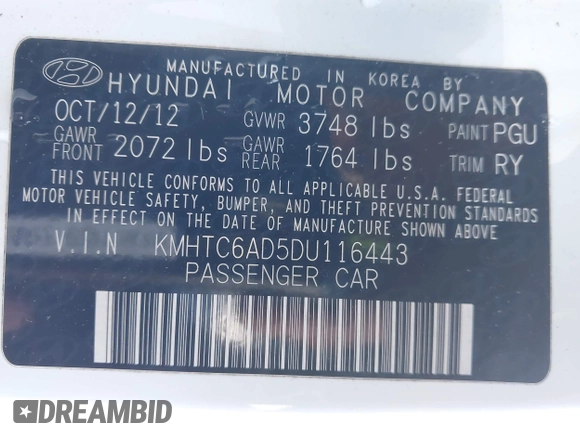 MANUFACTURED IN KOREA BY
HYUNDAI MOTOR COMPANY
OCT/12/12 GVWR 3748 lbs PAINT PGU
GAWR FRONT 2072 lbs GAWR REAR 1764 lbs TRIM RY
THIS VEHICLE CONFORMS TO ALL APPLICABLE U.S.A. FEDERAL
MOTOR VEHICLE SAFETY, BUMPER, AND THEFT PREVENTION STANDARDS
IN EFFECT ON THE DATE OF MANUFACTURE SHOWN ABOVE.
V.I.N KMHTC6AD5DU116443
PASSENGER CAR
DREAMBID